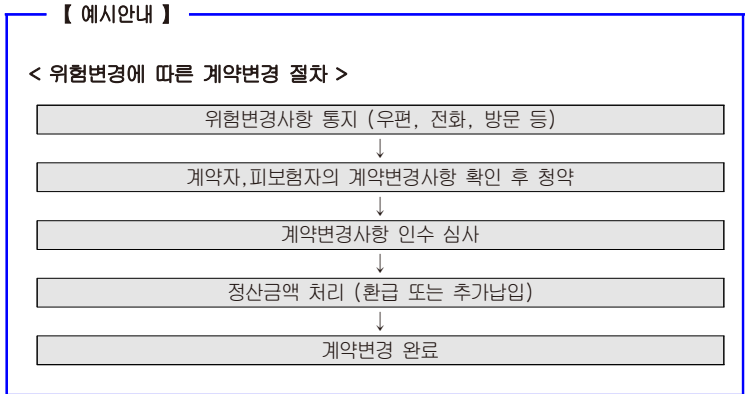 【 예시안내 】
< 위험변경에 따른 계약변경 절차 >
위험변경사항 통지 (우편, 전화, 방문 등)
↓
계약자,피보험자의 계약변경사항 확인 후 청약
↓
계약변경사항 인수 심사
↓
정산금액 처리 (환급 또는 추가납입)
↓
계약변경 완료